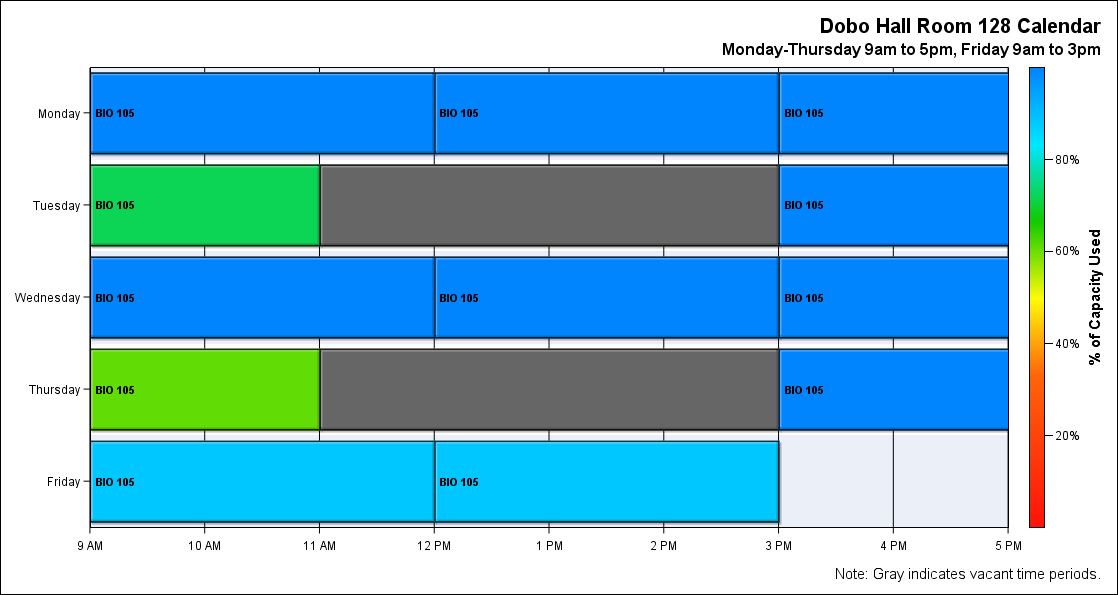 Dobo Hall Room 128 Calendar
Monday-Thursday 9am to 5pm, Friday 9am to 3pm
Monday
BIO 105
BIO 105
BIO 105
Tuesday
BIO 105
BIO 105
Wednesday
BIO 105
BIO 105
BIO 105
Thursday
BIO 105
BIO 105
Friday
BIO 105
BIO 105
9 AM
10 AM
11 AM
12 PM
1 PM
2 PM
3 PM
4 PM
5 PM
80%
60%
40%
20%
% of Capacity Used
Note: Gray indicates vacant time periods.